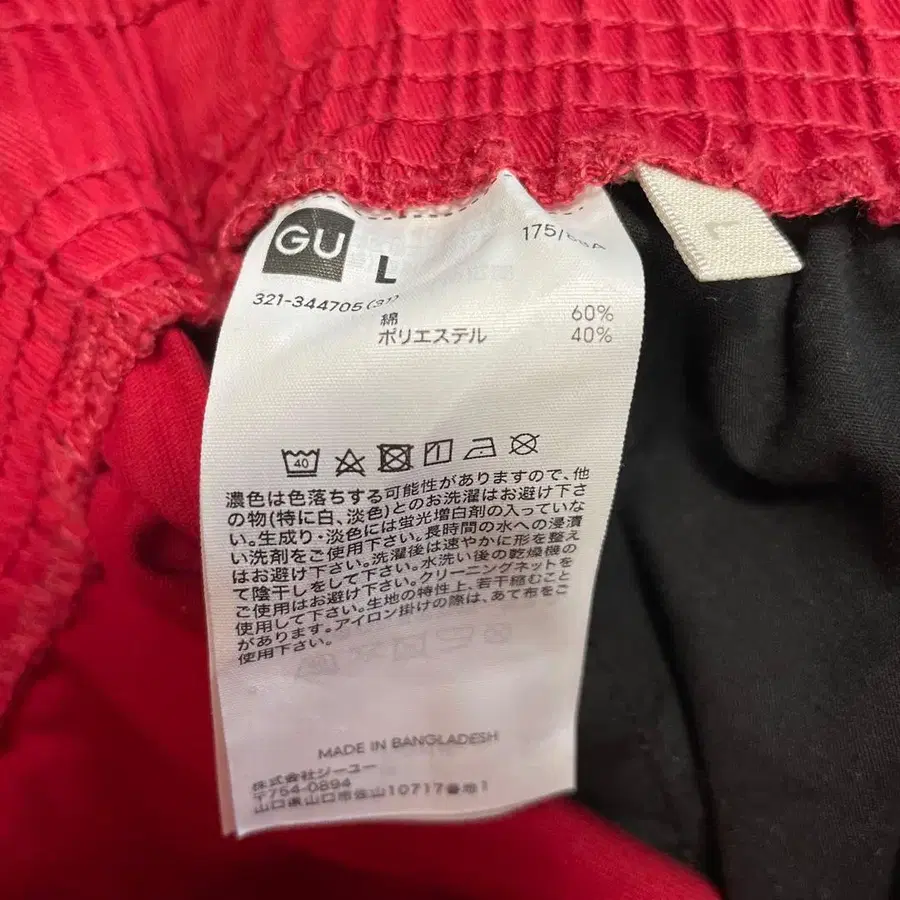 GU
L
321-344705 (31)
綿 60%
ポリエステル 40%
40
濃色は色落ちする可能性がありますので、他
の物(特に白、淡色)とのお洗濯はお避け下さ
い。生成り・淡色には蛍光増白剤の入っていな
い洗剤をご使用下さい。長時間の水への浸漬
はお避け下さい。洗濯後は速やかに形を整え
て陰干しをして下さい。水洗い後の乾燥機の
ご使用はお避け下さい。クリーニングネットを
使用して下さい。生地の特性上、若干縮むこと
があります。アイロン掛けの際は、あて布をご
使用下さい。
MADE IN BANGLADESH
株式会社ジーユー
〒754-0894
山口県山口市佐山10717番地1